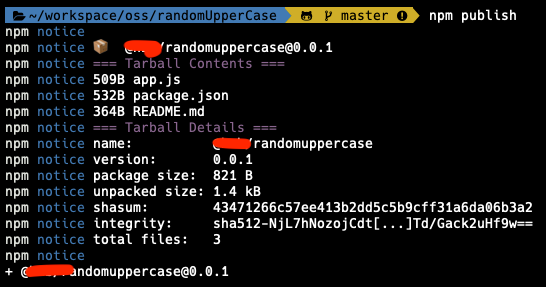 ~/workspace/oss/randomUpperCase master npm publish
npm notice
npm notice @/randomuppercase@0.0.1
npm notice === Tarball Contents ===
npm notice 509B app.js
npm notice 532B package.json
npm notice 364B README.md
npm notice === Tarball Details ===
npm notice name: @/randomuppercase
npm notice version: 0.0.1
npm notice package size: 821 B
npm notice unpacked size: 1.4 kB
npm notice shasum: 43471266c57ee413b2dd5c5b9cff31a6da06b3a2
npm notice integrity: sha512-NjL7hNozojCdt[...]Td/Gack2uHf9w==
npm notice total files: 3
npm notice
+ @/randomuppercase@0.0.1